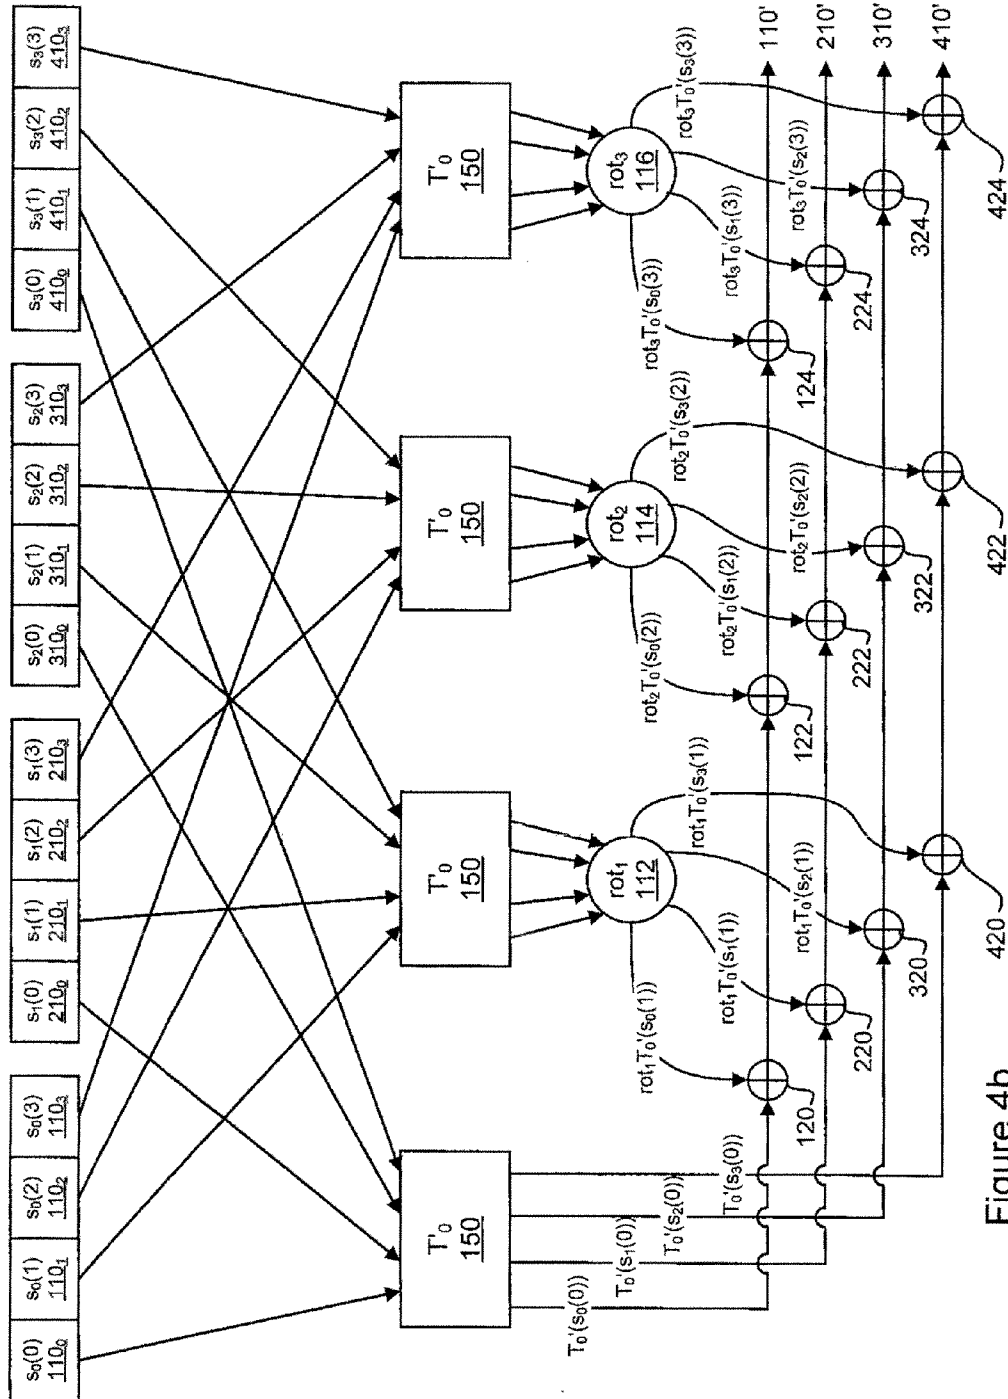 s₀(0) s₀(1) s₀(2) s₀(3)
110₀ 110₁ 110₂ 110₃
s₁(0) s₁(1) s₁(2) s₁(3)
210₀ 210₁ 210₂ 210₃
s₂(0) s₂(1) s₂(2) s₂(3)
310₀ 310₁ 310₂ 310₃
s₃(0) s₃(1) s₃(2) s₃(3)
410₀ 410₁ 410₂ 410₃
T'₀
150
T'₀
150
T'₀
150
T'₀
150
rot₁
112
rot₂
114
rot₃
116
T₀'(s₀(0))
T₀'(s₁(0))
T₀'(s₂(0))
T₀'(s₃(0))
rot₁T₀'(s₀(1))
rot₁T₀'(s₁(1))
rot₁T₀'(s₂(1))
rot₁T₀'(s₃(1))
rot₂T₀'(s₀(2))
rot₂T₀'(s₁(2))
rot₂T₀'(s₂(2))
rot₂T₀'(s₃(2))
rot₃T₀'(s₀(3))
rot₃T₀'(s₁(3))
rot₃T₀'(s₂(3))
rot₃T₀'(s₃(3))
110'
210'
310'
410'
120
220
320
420
122
222
322
422
124
224
324
424
Figure 4b